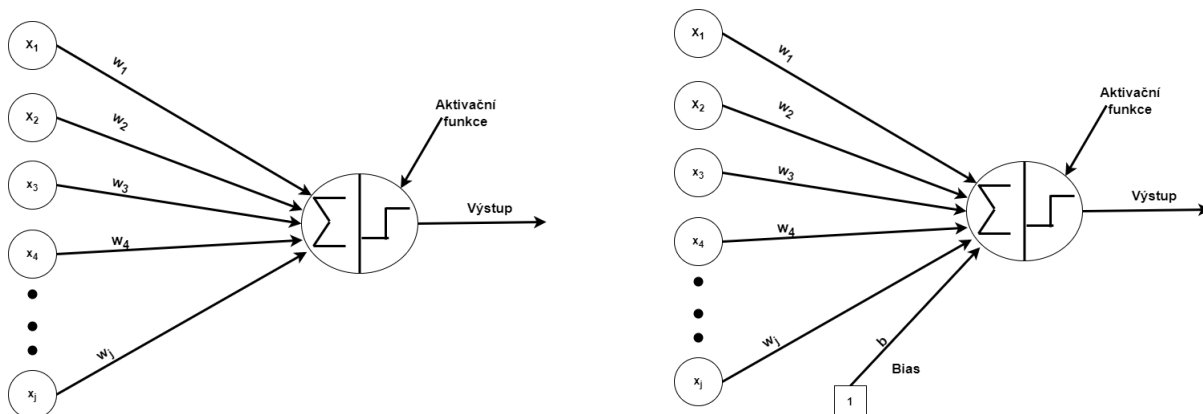 X1
X2
X3
X4
xj
w1
w2
w3
w4
wj
Aktivační
funkce
Výstup
X1
X2
X3
X4
xj
w1
w2
w3
w4
wj
b
Bias
1
Aktivační
funkce
Výstup